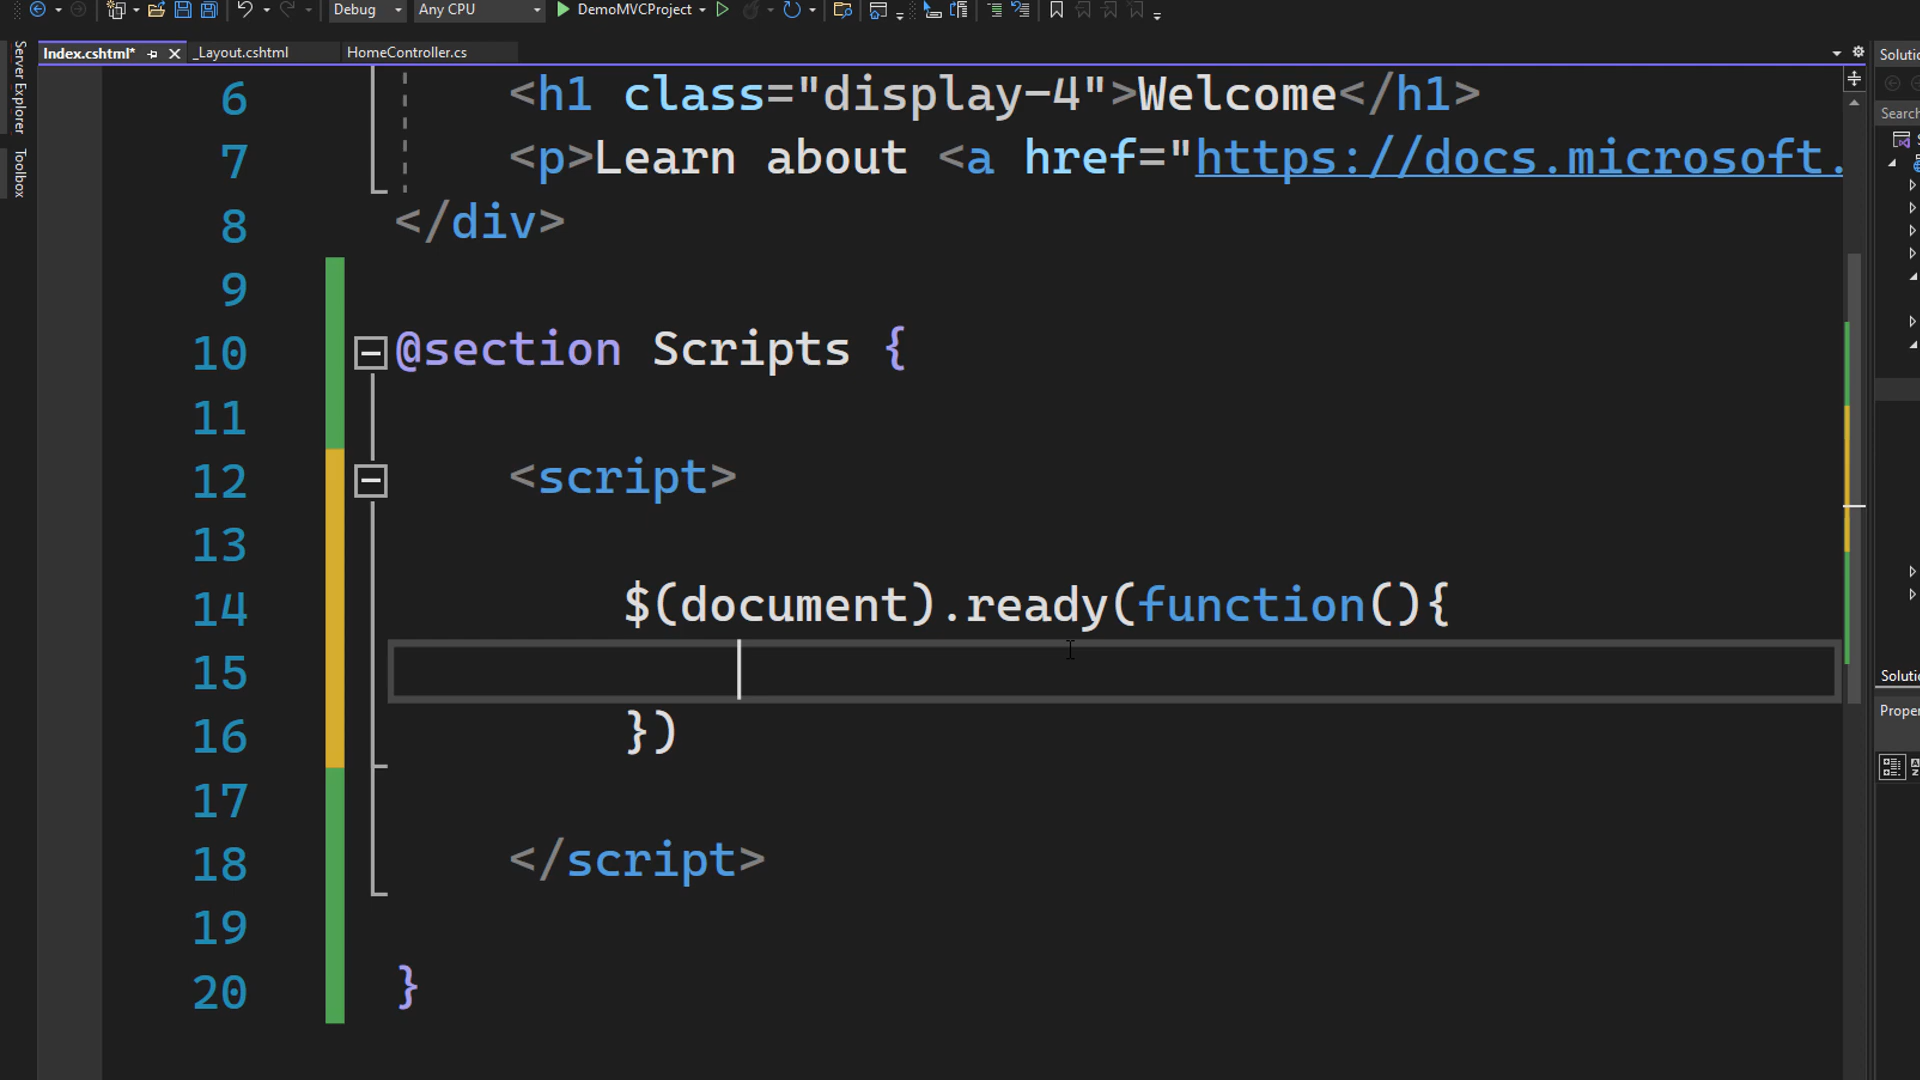 Debug Any CPU DemoMVCProject
Index.cshtml* _Layout.cshtml HomeController.cs
Server Explorer
Toolbox
6 <h1 class="display-4">Welcome</h1>
7 <p>Learn about <a href="https://docs.microsoft.
8 </div>
9
10 @section Scripts {
11
12 <script>
13
14 $(document).ready(function(){
15
16 })
17
18 </script>
19
20 }
Soluti
Search
Soluti
Proper